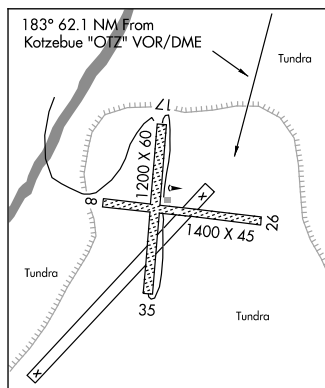 183° 62.1 NM From
Kotzebue "OTZ" VOR/DME
Tundra
17
1200 X 60
x
8
26
1400 X 45
Tundra
35
Tundra
x